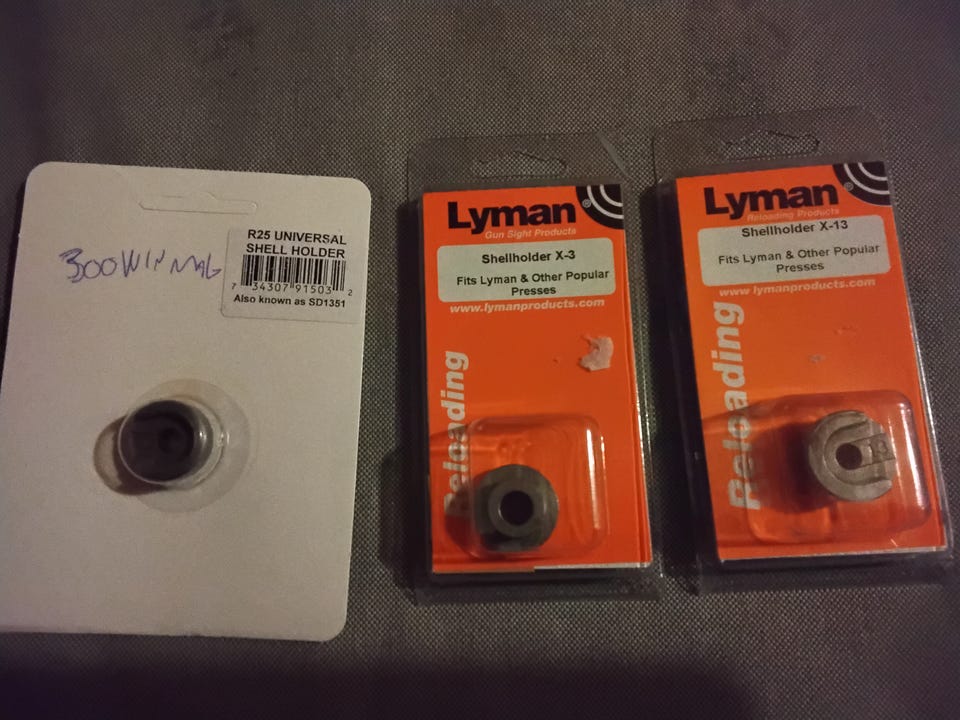 300 WIN MAG
R25 UNIVERSAL
SHELL HOLDER
7 34307 91503 2
Also known as SD1351
Lyman®
Gun Sight Products
Shellholder X-3
Fits Lyman & Other Popular
Presses
www.lymanproducts.com
Reloading
Lyman®
Reloading Products
Shellholder X-13
Fits Lyman & Other Popular
Presses
www.lymanproducts.com
Reloading